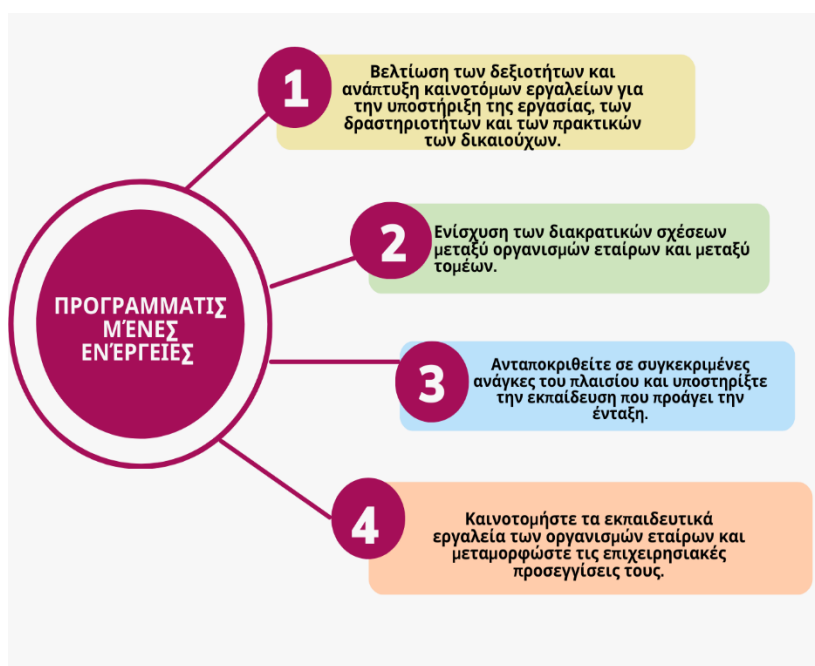 1
Βελτίωση των δεξιοτήτων και
ανάπτυξη καινοτόμων εργαλείων για
την υποστήριξη της εργασίας, των
δραστηριοτήτων και των πρακτικών
των δικαιούχων.
2
Ενίσχυση των διακρατικών σχέσεων
μεταξύ οργανισμών εταίρων και μεταξύ
τομέων.
ΠΡΟΓΡΑΜΜΑΤΙΣ
ΜΈΝΕΣ
ΕΝΈΡΓΕΙΕΣ
3
Ανταποκριθείτε σε συγκεκριμένες
ανάγκες του πλαισίου και υποστηρίξτε
την εκπαίδευση που προάγει την
ένταξη.
4
Καινοτομήστε τα εκπαιδευτικά
εργαλεία των οργανισμών εταίρων και
μεταμορφώστε τις επιχειρησιακές
προσεγγίσεις τους.